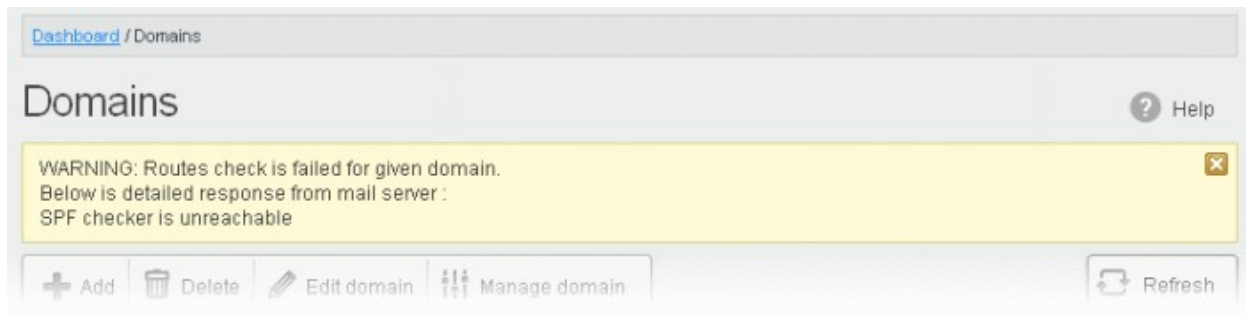 Dashboard / Domains
Domains
Help
WARNING: Routes check is failed for given domain.
Below is detailed response from mail server :
SPF checker is unreachable
Add Delete Edit domain Manage domain Refresh